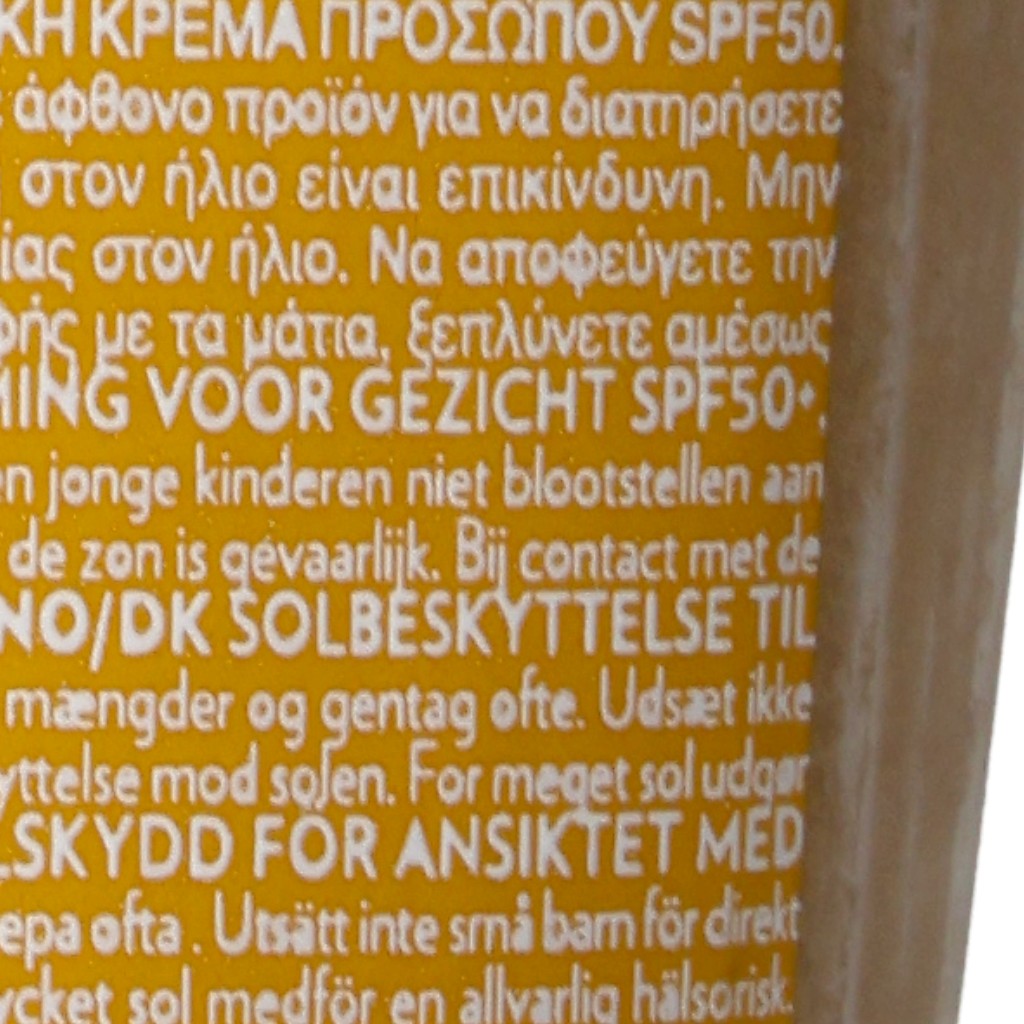 ΚΡΕΜΑ ΠΡΟΣΩΠΟΥ SPF50.
άφθονο προϊόν για να διατηρήσετε
στον ήλιο είναι επικίνδυνη. Μην
ίας στον ήλιο. Να αποφεύγετε την
με τα μάτια, ξεπλύνετε αμέσως
MING VOOR GEZICHT SPF50+.
en jonge kinderen niet blootstellen aan
de zon is gevaarlijk. Bij contact met de
NO/DK SOLBESKYTTELSE TIL
mængder og gentag ofte. Udsæt ikke
yttelse mod solen. For meget sol udgør
SKYDD FÖR ANSIKTET MED
epa ofta . Utsätt inte små barn för direkt
ycket sol medför en allvarlig hälsorisk.